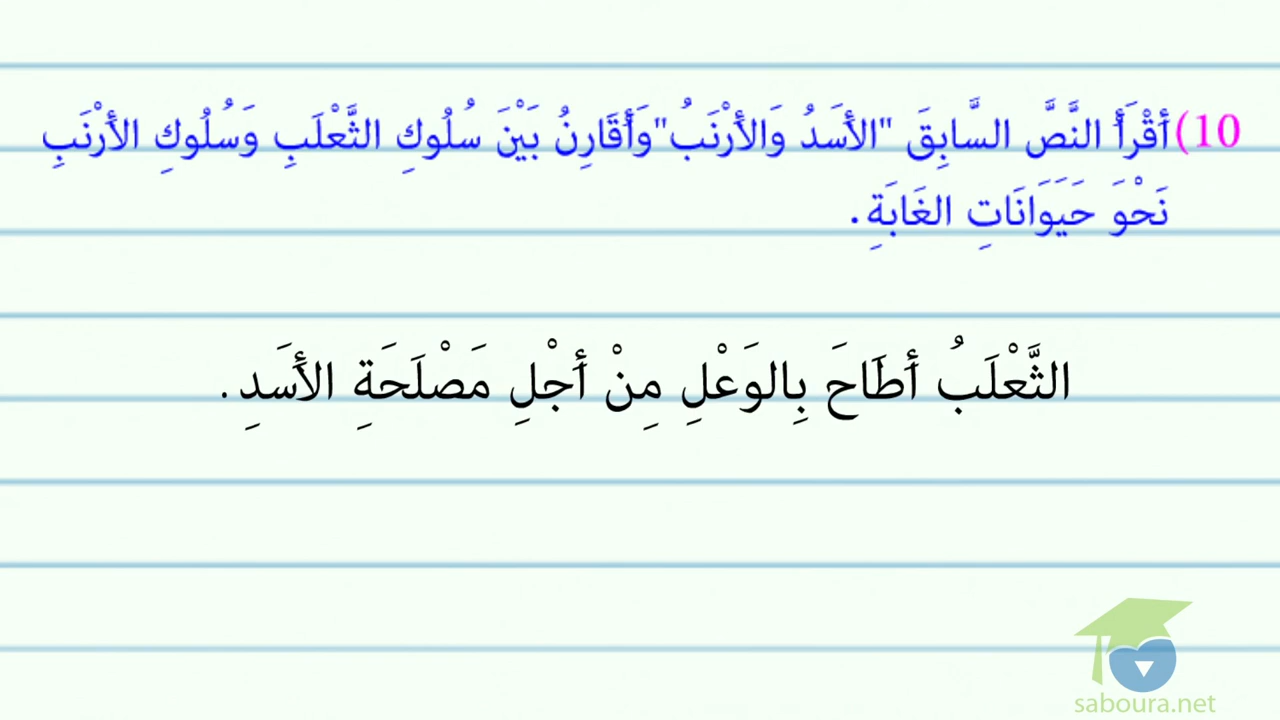 10) أَقْرَأُ النَّصَّ السَّابِقَ "الأَسَدُ وَالأَرْنَبُ"وَأُقَارِنُ بَيْنَ سُلُوكِ الثَّعْلَبِ وَسُلُوكِ الأَرْنَبِ
نَحْوَ حَيَوَانَاتِ الغَابَةِ.
الثَّعْلَبُ أَطَاحَ بِالوَعْلِ مِنْ أَجْلِ مَصْلَحَةِ الأَسَدِ.
saboura.net